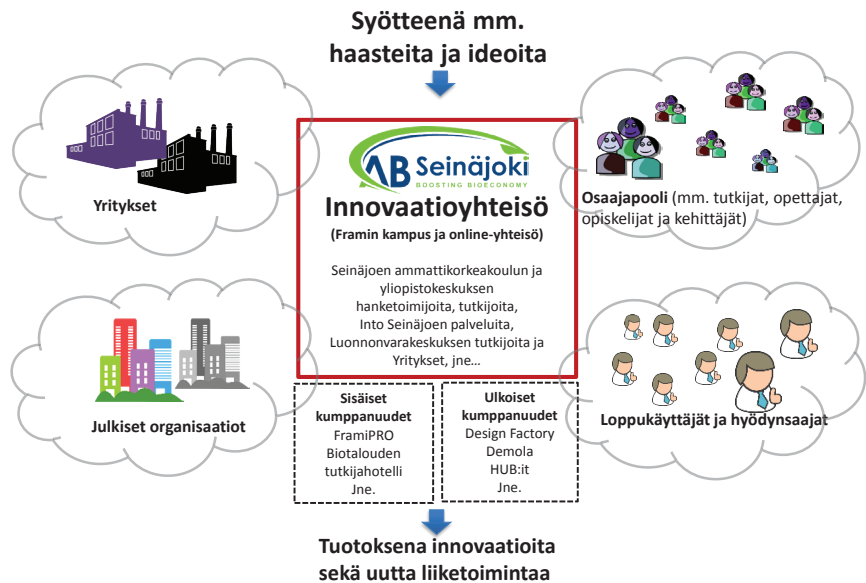 Syötteenä mm.
haasteita ja ideoita
Yritykset
AB Seinäjoki
BOOSTING BIOECONOMY
Innovaatioyhteisö
(Framin kampus ja online-yhteisö)
Seinäjoen ammattikorkeakoulun ja
yliopistokeskuksen
hanketoimijoita, tutkijoita,
Into Seinäjoen palveluita,
Luonnonvarakeskuksen tutkijoita ja
Yritykset, jne...
Osaajapooli (mm. tutkijat, opettajat,
opiskelijat ja kehittäjät)
Julkiset organisaatiot
Loppukäyttäjät ja hyödynsaajat
Sisäiset
kumppanuudet
FramiPRO
Biotalouden
tutkijahotelli
Jne.
Ulkoiset
kumppanuudet
Design Factory
Demola
HUB:it
Jne.
Tuotoksena innovaatioita
sekä uutta liiketoimintaa